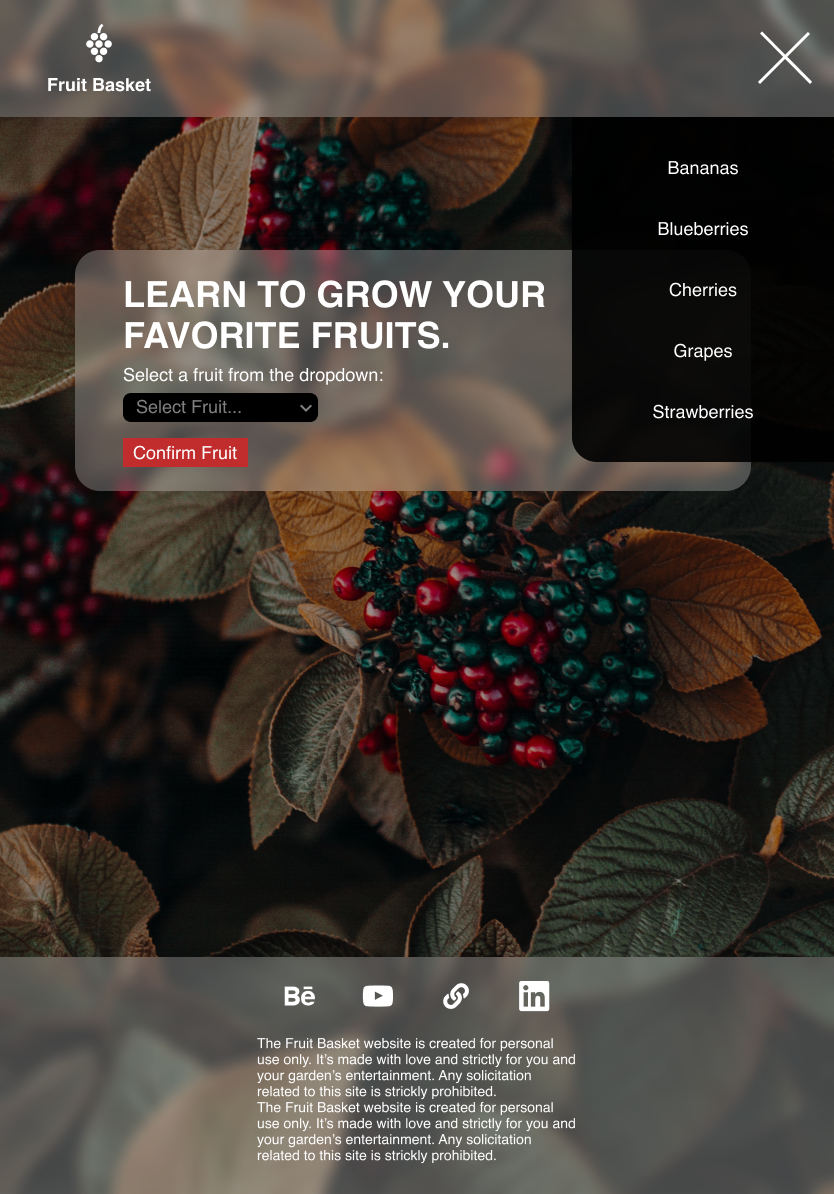 Fruit Basket
Bananas
Blueberries
Cherries
Grapes
Strawberries
LEARN TO GROW YOUR
FAVORITE FRUITS.
Select a fruit from the dropdown:
Select Fruit...
Confirm Fruit
Bē
in
The Fruit Basket website is created for personal
use only. It’s made with love and strictly for you and
your garden’s entertainment. Any solicitation
related to this site is strickly prohibited.
The Fruit Basket website is created for personal
use only. It’s made with love and strictly for you and
your garden’s entertainment. Any solicitation
related to this site is strickly prohibited.